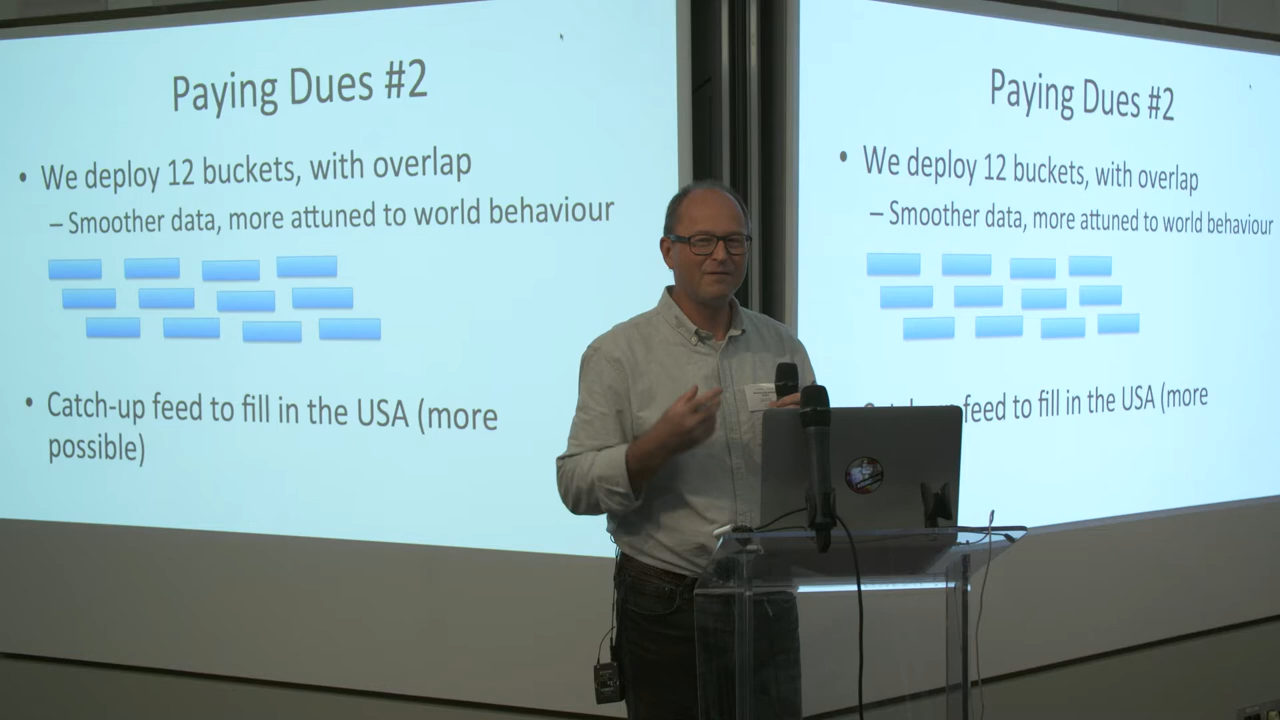 Paying Dues #2
• We deploy 12 buckets, with overlap
– Smoother data, more attuned to world behaviour
• Catch-up feed to fill in the USA (more
possible)
Paying Dues #2
• We deploy 12 buckets, with overlap
– Smoother data, more attuned to world behaviour
feed to fill in the USA (more